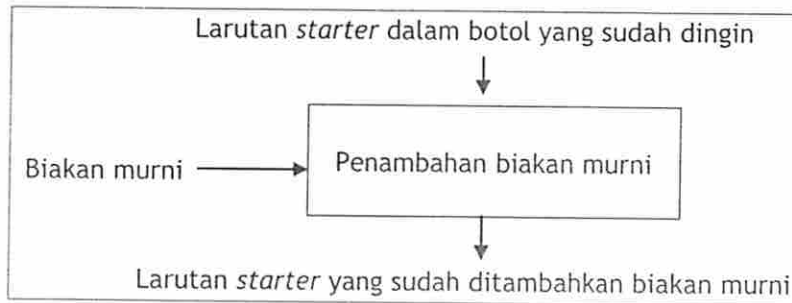 Larutan starter dalam botol yang sudah dingin
Biakan murni
Penambahan biakan murni
Larutan starter yang sudah ditambahkan biakan murni